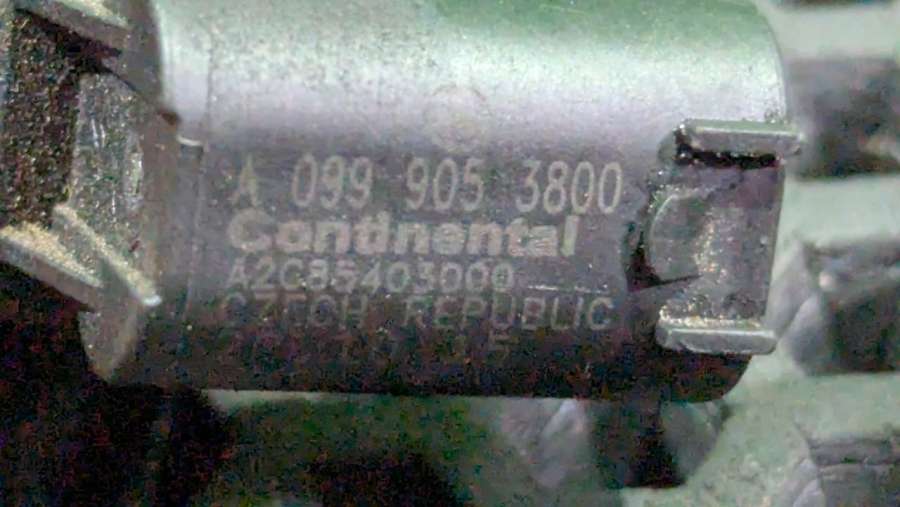 A 099 905 3800
Continental
A2C85403000
CZECH REPUBLIC